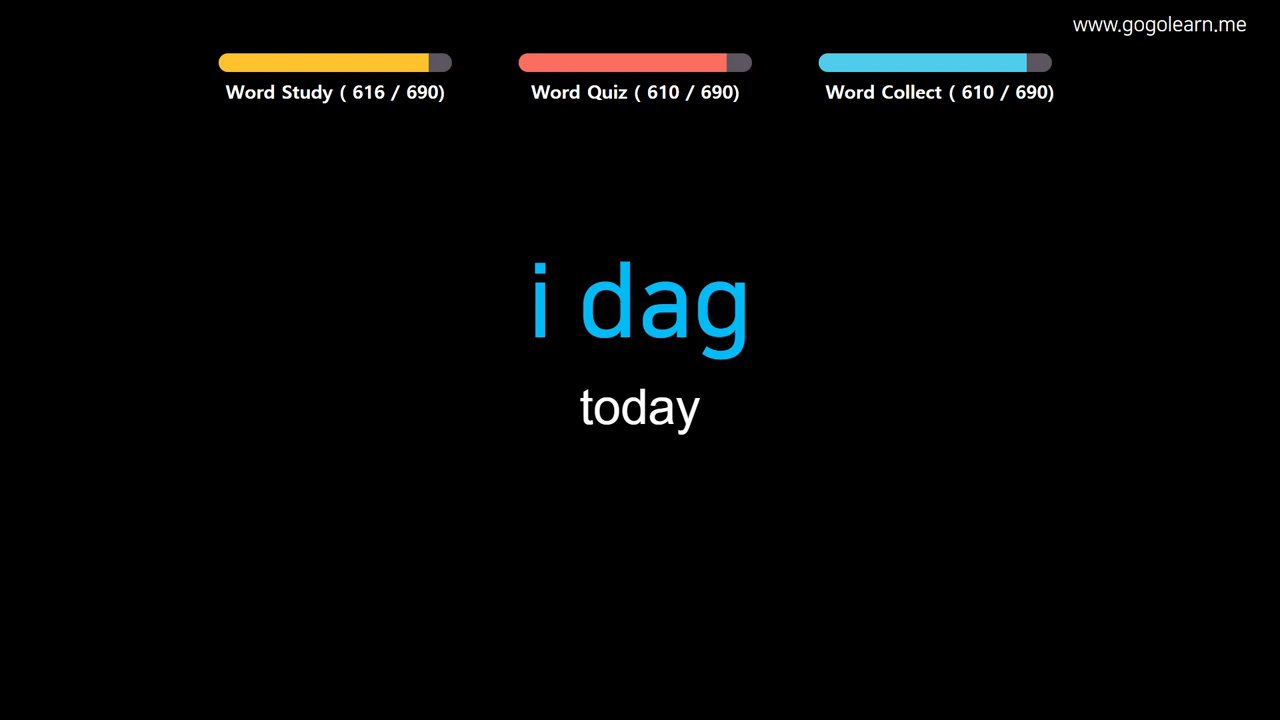 www.gogolearn.me
Word Study ( 616 / 690)
Word Quiz ( 610 / 690)
Word Collect ( 610 / 690)
i dag
today